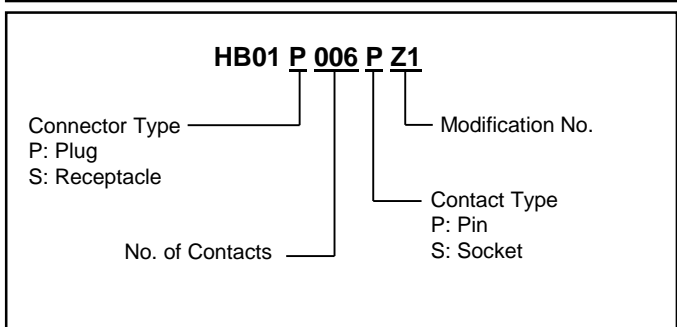 HB01 P 006 P Z1
Connector Type
P: Plug
S: Receptacle
Modification No.
Contact Type
P: Pin
S: Socket
No. of Contacts